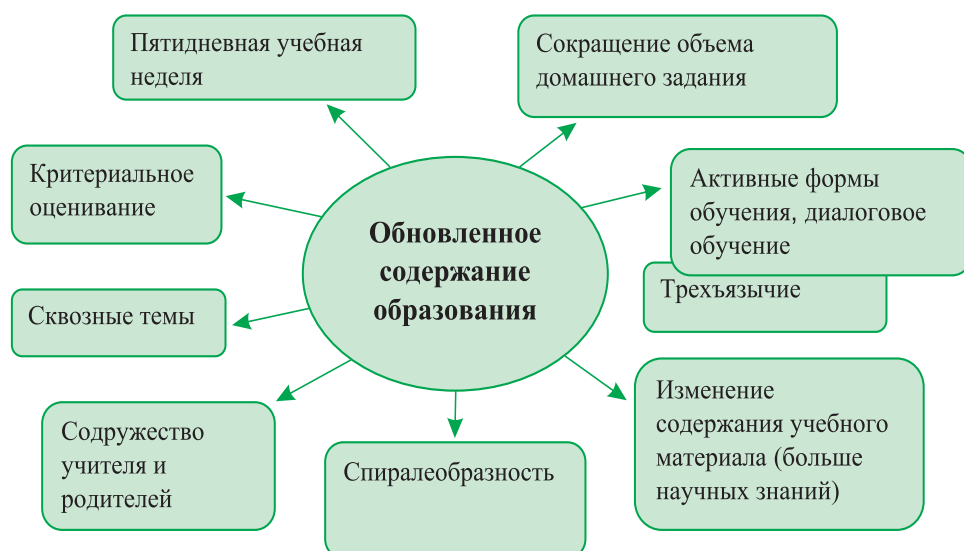 Пятидневная учебная
неделя
Сокращение объема
домашнего задания
Критериальное
оценивание
Активные формы
обучения, диалоговое
обучение
Обновленное
содержание
образования
Сквозные темы
Трехъязычие
Содружество
учителя и
родителей
Спиралеобразность
Изменение
содержания учебного
материала (больше
научных знаний)